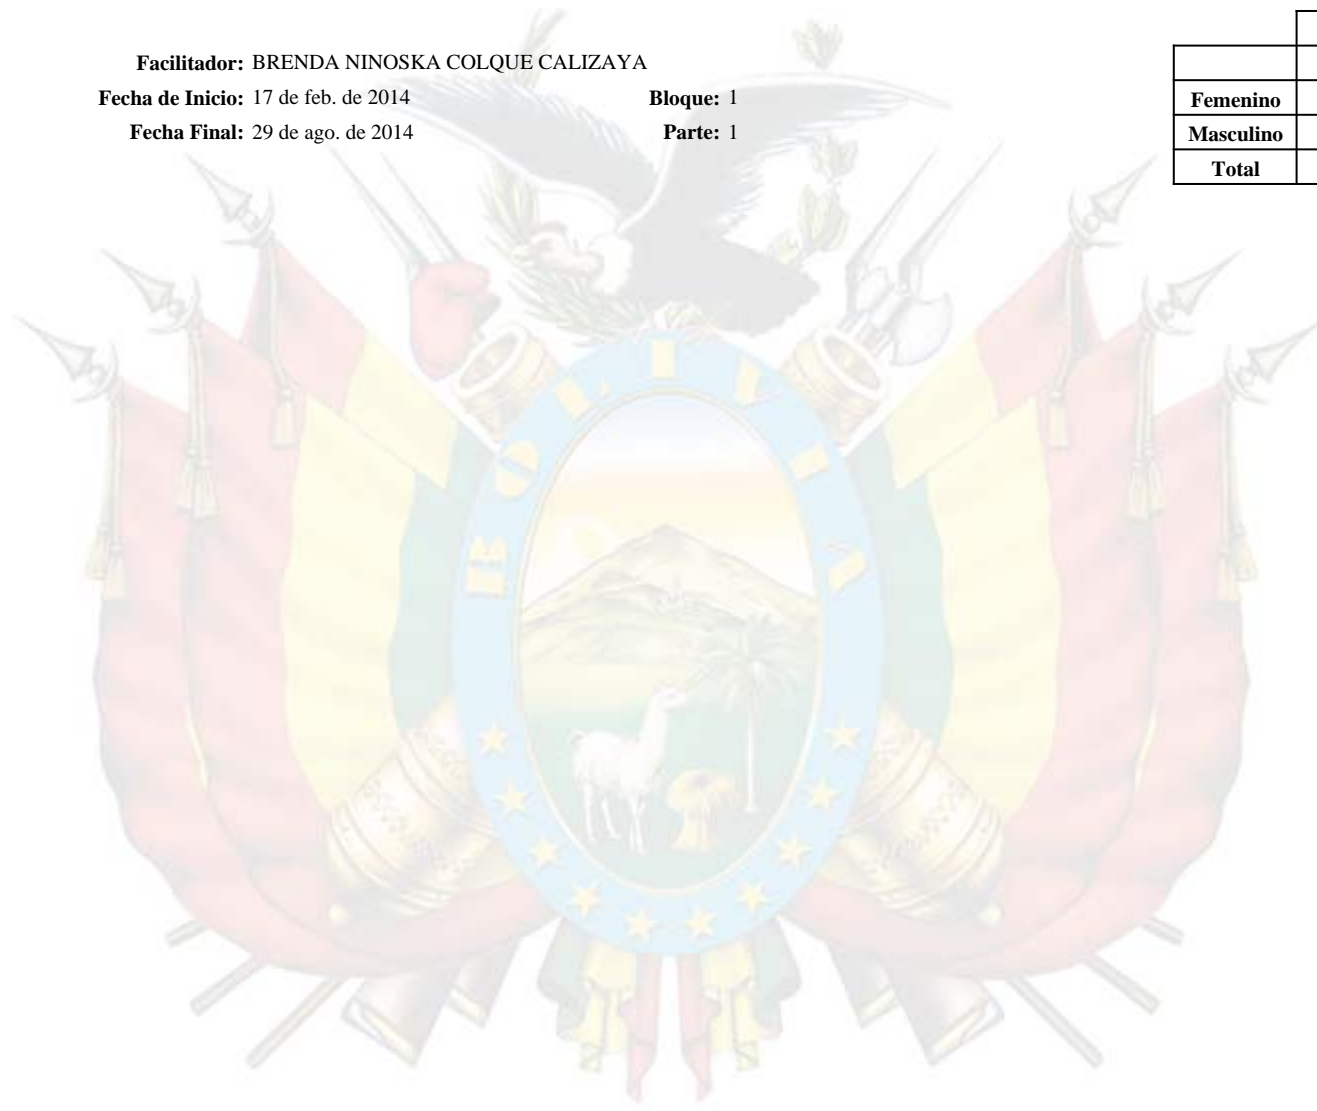 Facilitador: BRENDA NINOSKA COLQUE CALIZAYA
Fecha de Inicio: 17 de feb. de 2014 Bloque: 1
Fecha Final: 29 de ago. de 2014 Parte: 1
Femenino
Masculino
Total
BOLIVIA